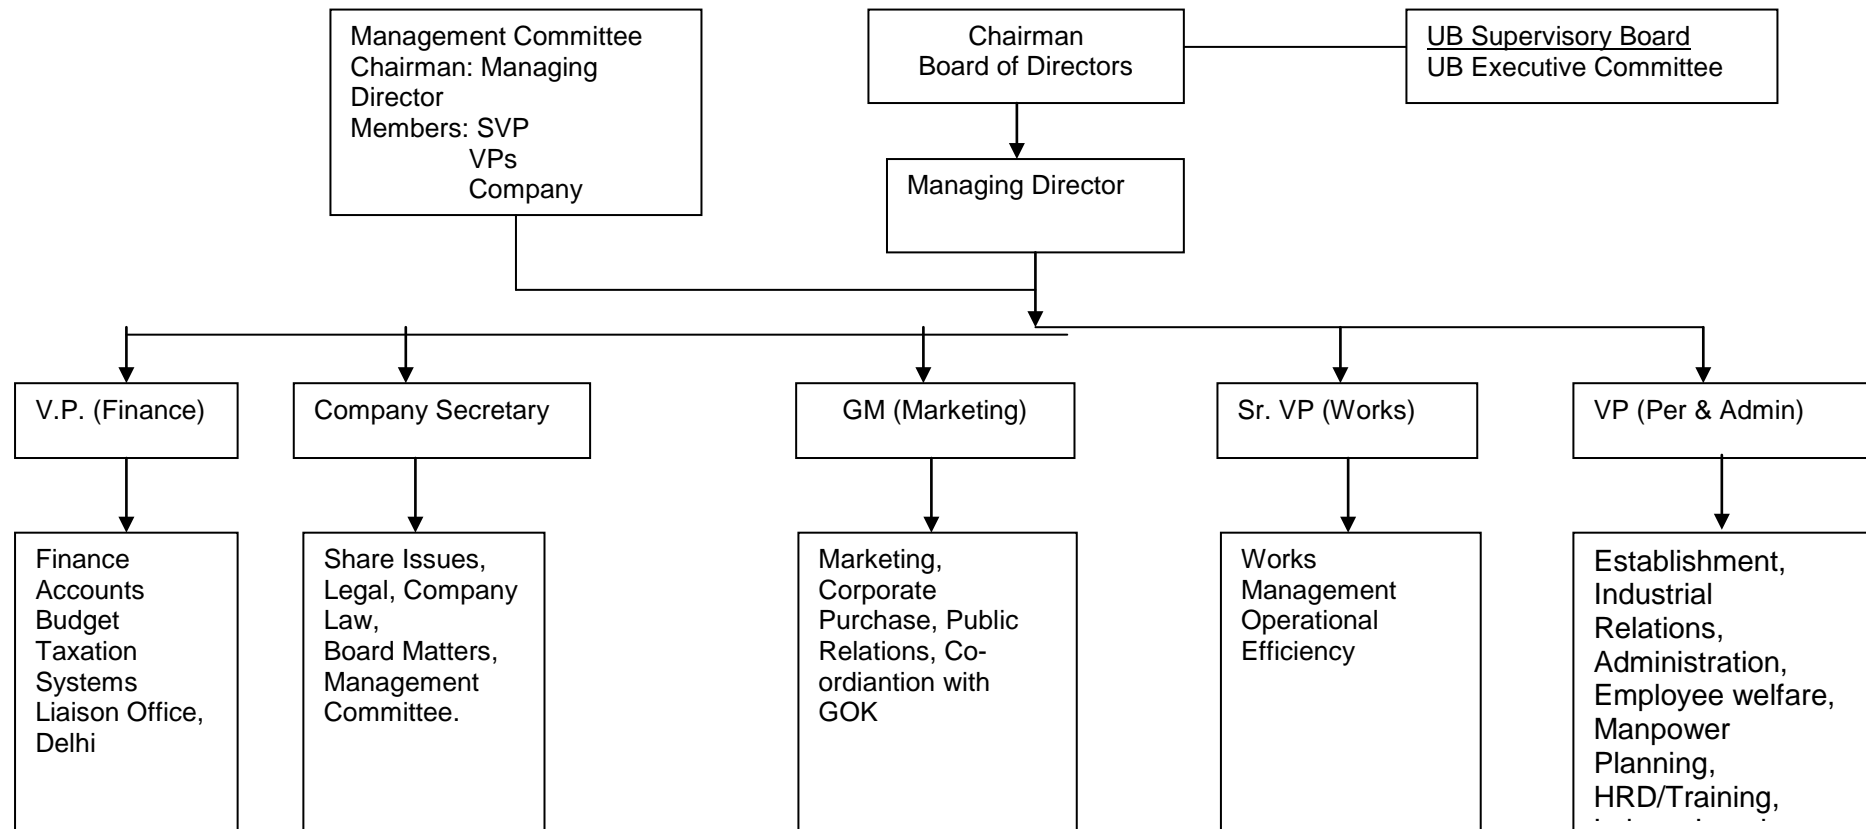 Management Committee
Chairman: Managing
Director
Members: SVP
VPs
Company
Chairman
Board of Directors
UB Supervisory Board
UB Executive Committee
Managing Director
V.P. (Finance)
Company Secretary
GM (Marketing)
Sr. VP (Works)
VP (Per & Admin)
Finance
Accounts
Budget
Taxation
Systems
Liaison Office,
Delhi
Share Issues,
Legal, Company
Law,
Board Matters,
Management
Committee.
Marketing,
Corporate
Purchase, Public
Relations, Co-
ordiantion with
GOK
Works
Management
Operational
Efficiency
Establishment,
Industrial
Relations,
Administration,
Employee welfare,
Manpower
Planning,
HRD/Training,